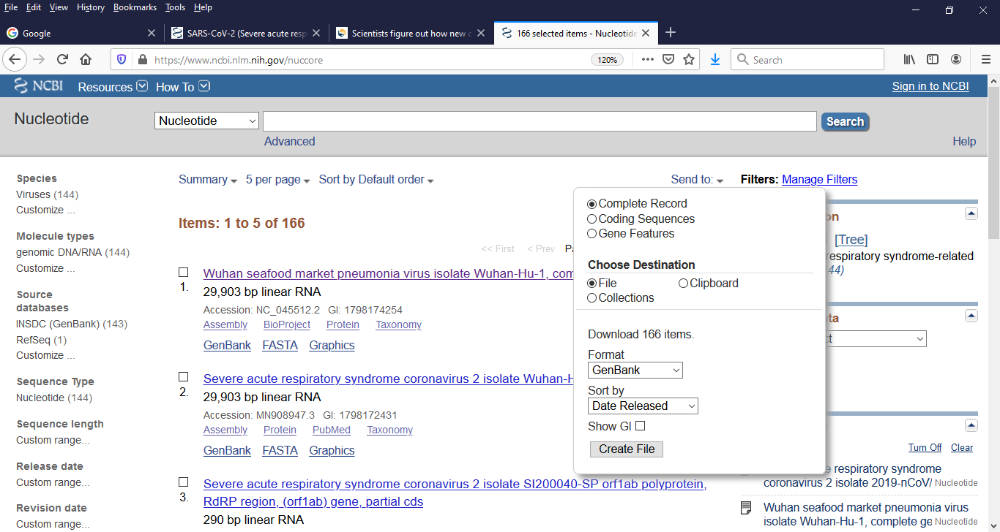 File Edit View History Bookmarks Tools Help
Google
SARS-CoV-2 (Severe acute resp
Scientists figure out how new c
166 selected items - Nucleotide
https://www.ncbi.nlm.nih.gov/nuccore
120%
Search
NCBI Resources How To Sign in to NCBI
Nucleotide
Nucleotide
Search
Advanced
Help
Species
Viruses (144)
Customize ...
Molecule types
genomic DNA/RNA (144)
Customize ...
Source
databases
INSDC (GenBank) (143)
RefSeq (1)
Customize ...
Sequence Type
Nucleotide (144)
Sequence length
Custom range...
Release date
Custom range...
Revision date
Custom range...
Summary 5 per page Sort by Default order
Send to:
Filters: Manage Filters
Items: 1 to 5 of 166
<< First < Prev Pa
1. Wuhan seafood market pneumonia virus isolate Wuhan-Hu-1, com
29,903 bp linear RNA
Accession: NC_045512.2 GI: 1798174254
Assembly BioProject Protein Taxonomy
GenBank FASTA Graphics
2. Severe acute respiratory syndrome coronavirus 2 isolate Wuhan-H
29,903 bp linear RNA
Accession: MN908947.3 GI: 1798172431
Assembly Protein PubMed Taxonomy
GenBank FASTA Graphics
3. Severe acute respiratory syndrome coronavirus 2 isolate SI200040-SP orf1ab polyprotein,
RdRP region, (orf1ab) gene, partial cds
290 bp linear RNA
Complete Record
Coding Sequences
Gene Features
Choose Destination
File Clipboard
Collections
Download 166 items.
Format
GenBank
Sort by
Date Released
Show GI
Create File
on
[Tree]
respiratory syndrome-related
44)
ta
ct
Turn Off Clear
e respiratory syndrome
coronavirus 2 isolate 2019-nCoV/ Nucleotide
Wuhan seafood market pneumonia virus
isolate Wuhan-Hu-1, complete ge Nucleotide